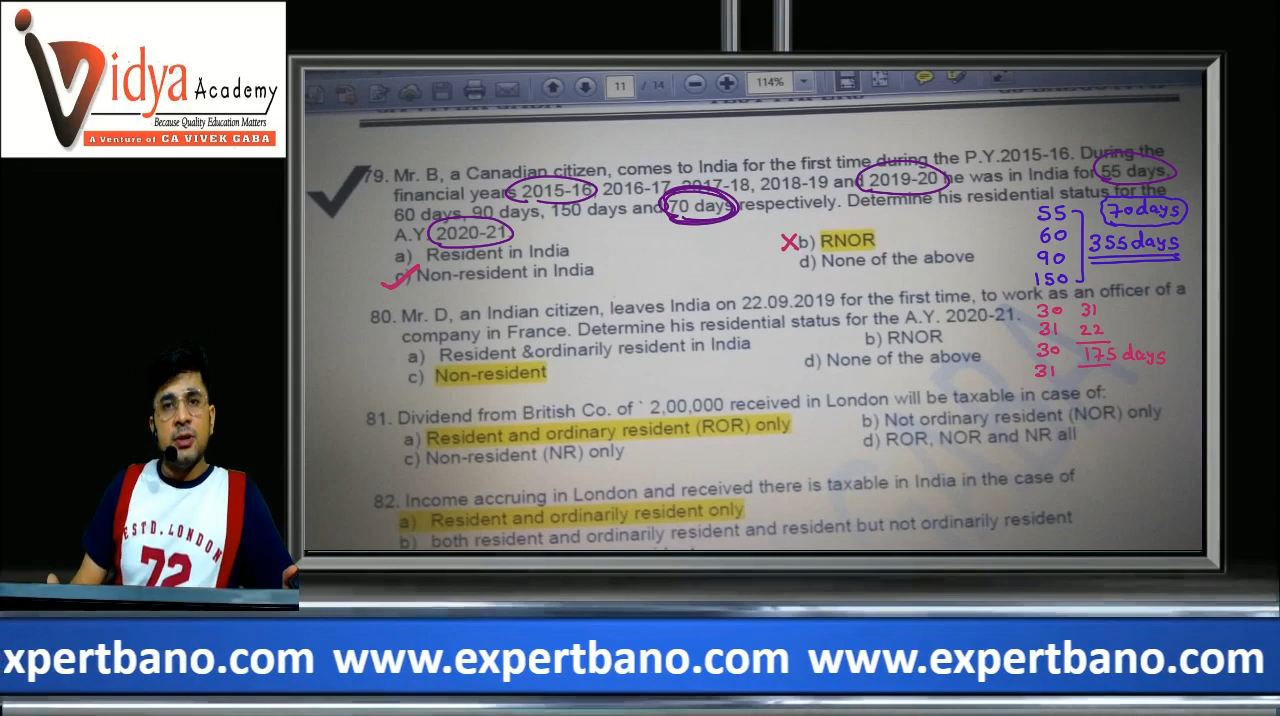 Vidya Academy
Because Quality Education Matters
A Venture of CA VIVEK GABA
11 / 14 114%
79. Mr. B, a Canadian citizen, comes to India for the first time during the P.Y.2015-16. During the
financial years 2015-16, 2016-17, 2017-18, 2018-19 and 2019-20 he was in India for 55 days,
60 days, 90 days, 150 days and 70 days respectively. Determine his residential status for the
A.Y 2020-21
a) Resident in India
b) RNOR
c) Non-resident in India
d) None of the above
55 70 days
60 355 days
90
150
80. Mr. D, an Indian citizen, leaves India on 22.09.2019 for the first time, to work as an officer of a
company in France. Determine his residential status for the A.Y. 2020-21.
a) Resident &ordinarily resident in India
b) RNOR
c) Non-resident
d) None of the above
30 31
31 22
30 175 days
31
81. Dividend from British Co. of ` 2,00,000 received in London will be taxable in case of:
a) Resident and ordinary resident (ROR) only
b) Not ordinary resident (NOR) only
c) Non-resident (NR) only
d) ROR, NOR and NR all
82. Income accruing in London and received there is taxable in India in the case of
a) Resident and ordinarily resident only
b) both resident and ordinarily resident and resident but not ordinarily resident
GABA
ESTD. LONDON
72
xpertbano.com www.expertbano.com www.expertbano.com